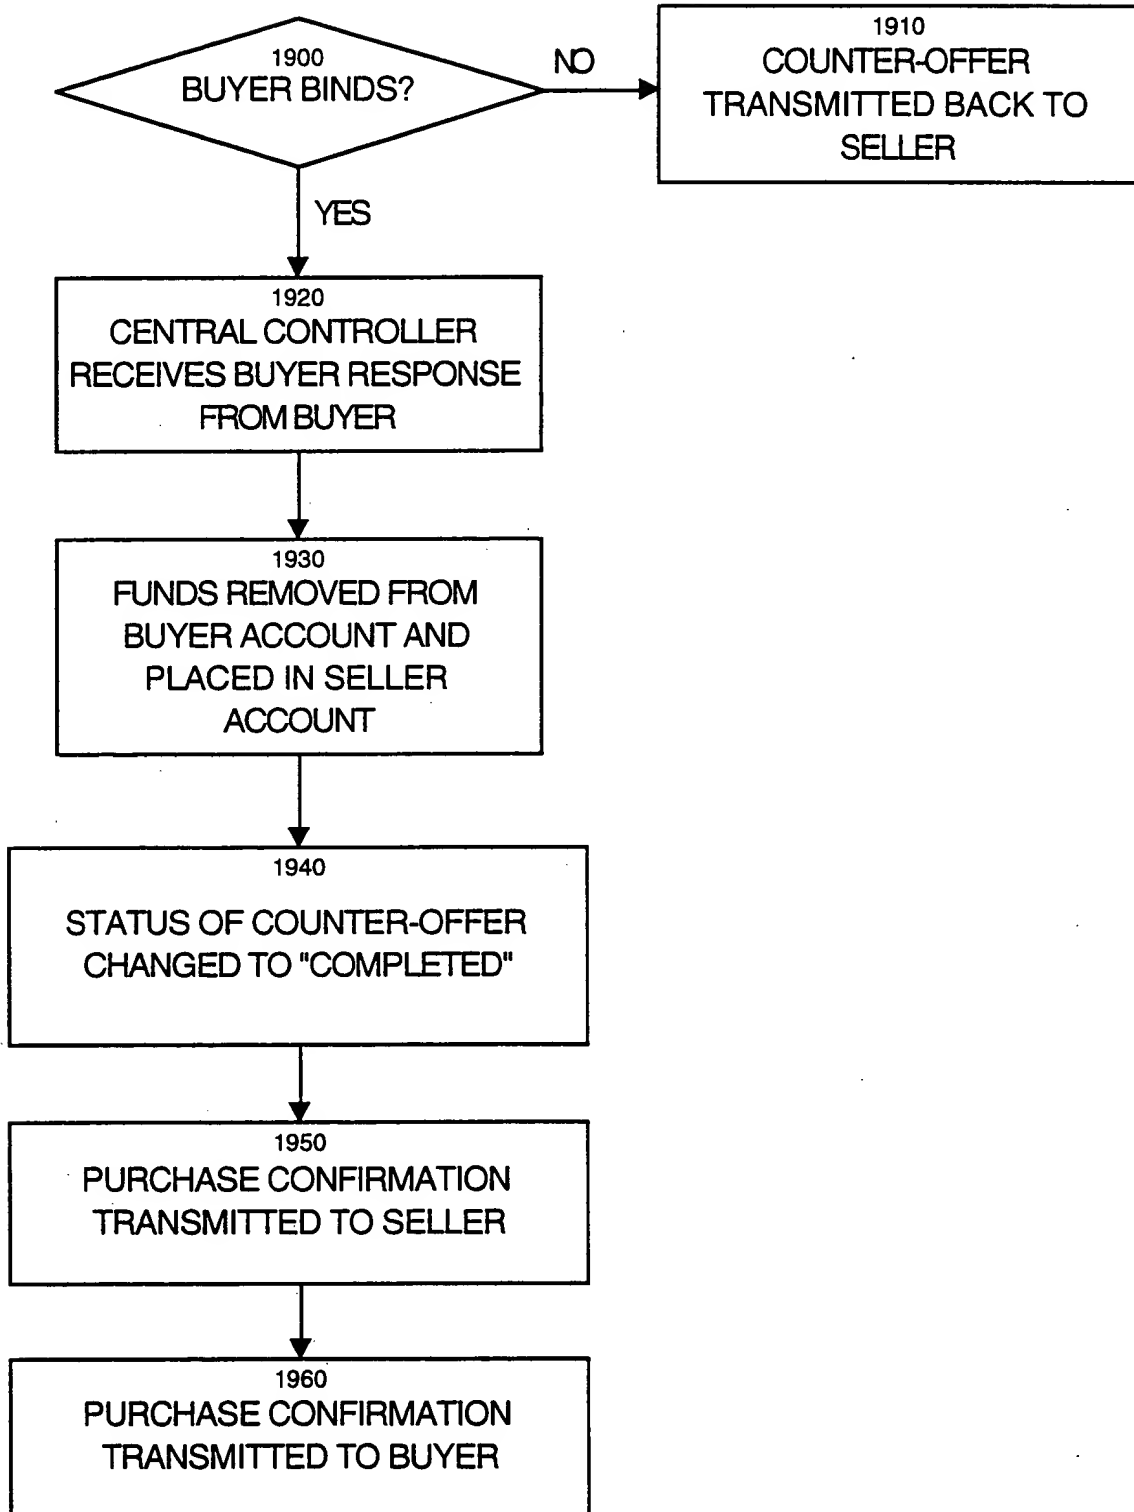 1900
BUYER BINDS?
NO
1910
COUNTER-OFFER
TRANSMITTED BACK TO
SELLER
YES
1920
CENTRAL CONTROLLER
RECEIVES BUYER RESPONSE
FROM BUYER
1930
FUNDS REMOVED FROM
BUYER ACCOUNT AND
PLACED IN SELLER
ACCOUNT
1940
STATUS OF COUNTER-OFFER
CHANGED TO "COMPLETED"
1950
PURCHASE CONFIRMATION
TRANSMITTED TO SELLER
1960
PURCHASE CONFIRMATION
TRANSMITTED TO BUYER